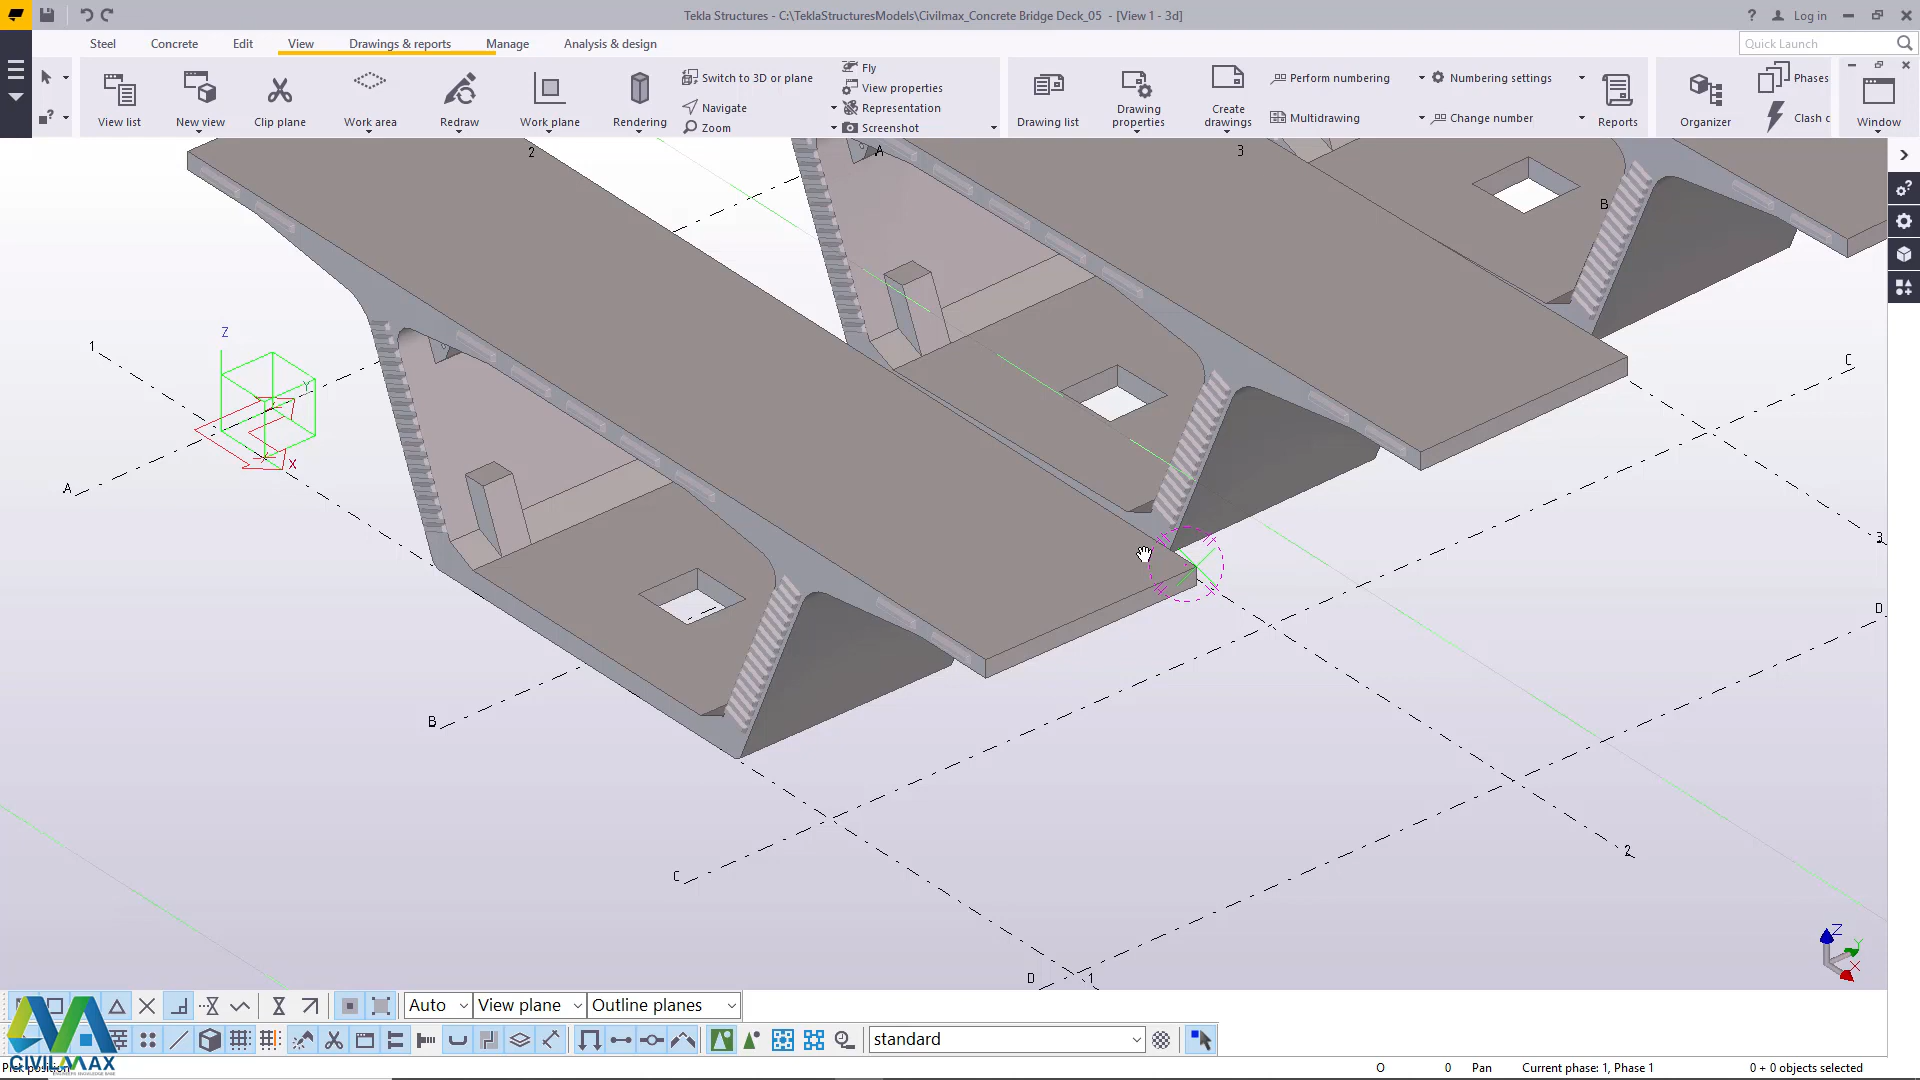 Tekla Structures - C:\TeklaStructuresModels\Civilmax_Concrete Bridge Deck_05 - [View 1 - 3d]
? Log in
Steel Concrete Edit View Drawings & reports Manage Analysis & design
Quick Launch
View list
New view
Clip plane
Work area
Redraw
Work plane
Rendering
Switch to 3D or plane
Navigate
Zoom
Fly
View properties
Representation
Screenshot
Drawing list
Drawing properties
Create drawings
Perform numbering
Multidrawing
Numbering settings
Change number
Reports
Organizer
Phases
Clash c
Window
2
A
3
B
1
Z
Y
X
A
C
B
3
D
2
C
D
1
Z
Y
X
Auto
View plane
Outline planes
standard
CIVILMAX
Pick position
O 0 Pan Current phase: 1, Phase 1 0 + 0 objects selected